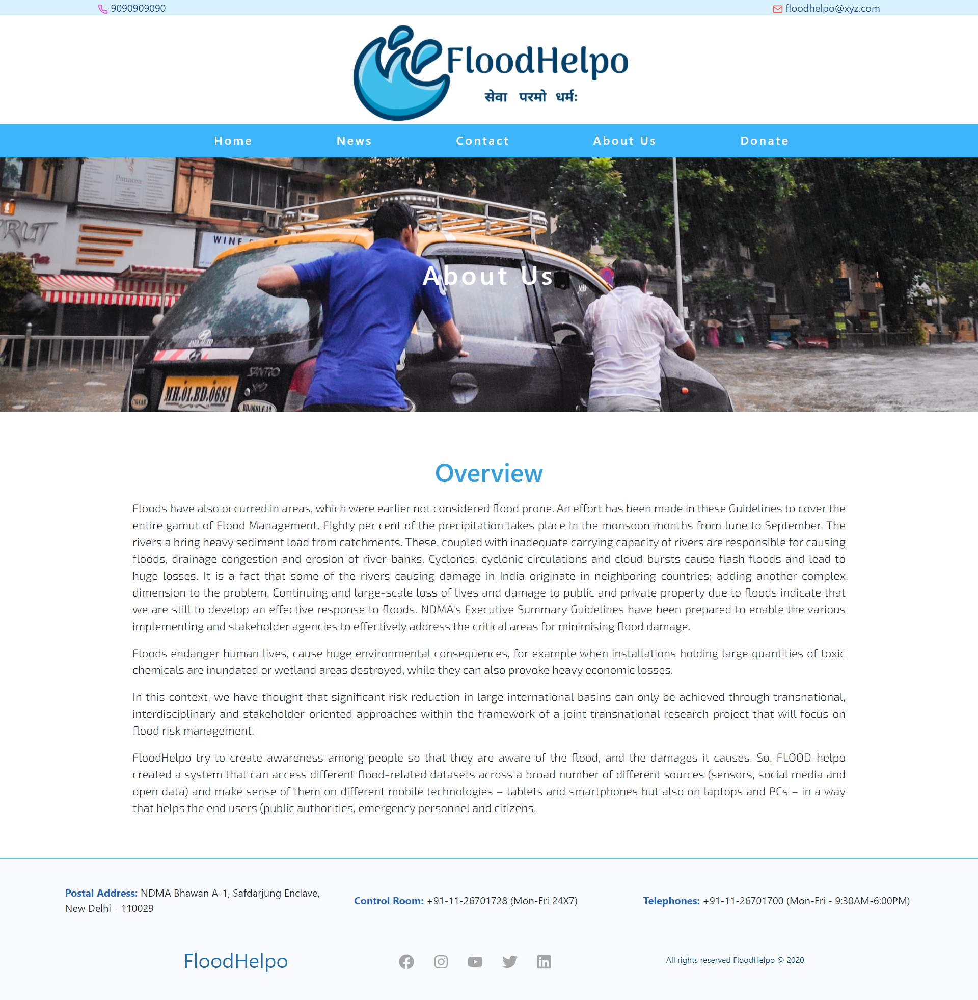 9090909090
floodhelpo@xyz.com
FloodHelpo
सेवा परमो धर्मः
Home
News
Contact
About Us
Donate
Panacea
WINE
About Us
SANTRO
MH.01.BD.0681
CNG CAR
BD.0681.6.12
Overview
Floods have also occurred in areas, which were earlier not considered flood prone. An effort has been made in these Guidelines to cover the
entire gamut of Flood Management. Eighty per cent of the precipitation takes place in the monsoon months from June to September. The
rivers a bring heavy sediment load from catchments. These, coupled with inadequate carrying capacity of rivers are responsible for causing
floods, drainage congestion and erosion of river-banks. Cyclones, cyclonic circulations and cloud bursts cause flash floods and lead to
huge losses. It is a fact that some of the rivers causing damage in India originate in neighboring countries; adding another complex
dimension to the problem. Continuing and large-scale loss of lives and damage to public and private property due to floods indicate that
we are still to develop an effective response to floods. NDMA's Executive Summary Guidelines have been prepared to enable the various
implementing and stakeholder agencies to effectively address the critical areas for minimising flood damage.
Floods endanger human lives, cause huge environmental consequences, for example when installations holding large quantities of toxic
chemicals are inundated or wetland areas destroyed, while they can also provoke heavy economic losses.
In this context, we have thought that significant risk reduction in large international basins can only be achieved through transnational,
interdisciplinary and stakeholder-oriented approaches within the framework of a joint transnational research project that will focus on
flood risk management.
FloodHelpo try to create awareness among people so that they are aware of the flood, and the damages it causes. So, FLOOD-helpo
created a system that can access different flood-related datasets across a broad number of different sources (sensors, social media and
open data) and make sense of them on different mobile technologies – tablets and smartphones but also on laptops and PCs – in a way
that helps the end users (public authorities, emergency personnel and citizens.
Postal Address: NDMA Bhawan A-1, Safdarjung Enclave,
New Delhi - 110029
Control Room: +91-11-26701728 (Mon-Fri 24X7)
Telephones: +91-11-26701700 (Mon-Fri - 9:30AM-6:00PM)
FloodHelpo
All rights reserved FloodHelpo © 2020